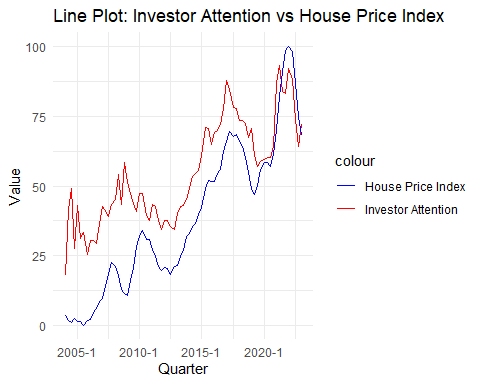 Line Plot: Investor Attention vs House Price Index
100
75
50
25
0
Value
2005-1 2010-1 2015-1 2020-1
Quarter
colour
House Price Index
Investor Attention